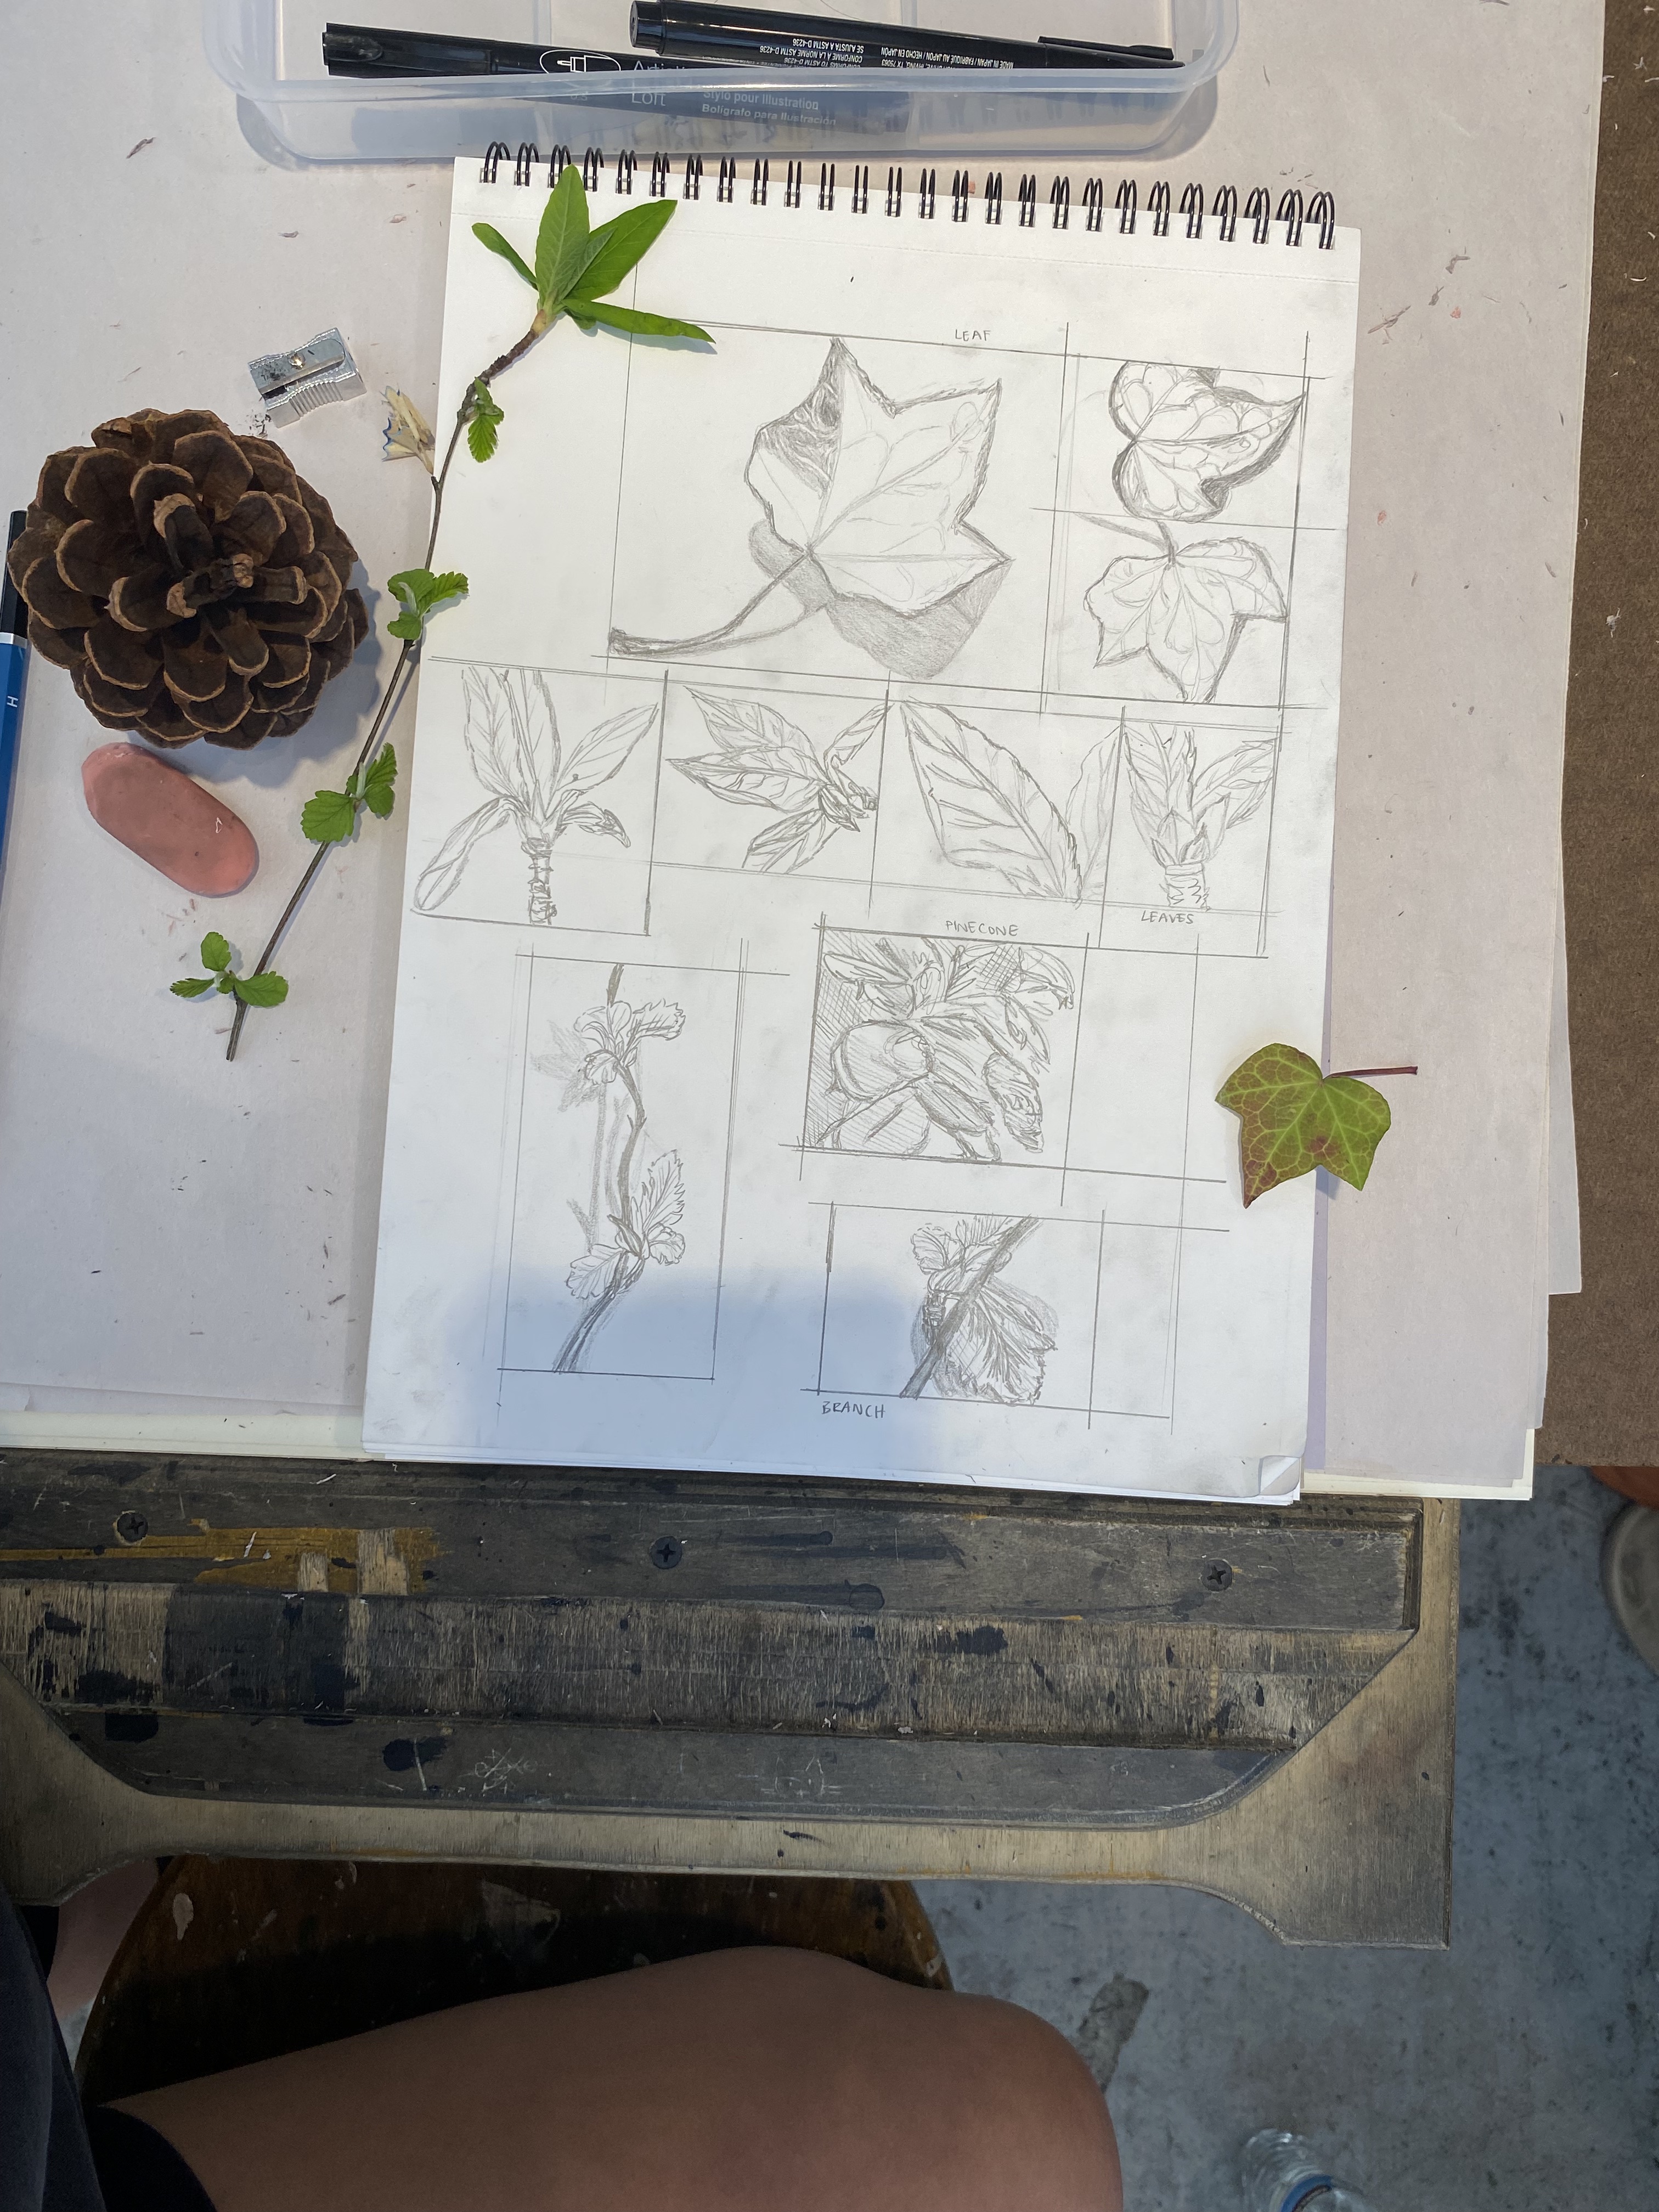 MADE IN JAPAN / FABRIQUÉ AU JAPON / HECHO EN JAPÓN
CONFORMS TO ASTM D-4236
CONFORME À LA NORME ASTM D-4236
SE AJUSTA A ASTM D-4236
Loft
Stylo pour illustration
Bolígrafo para ilustración
LEAF
H
PINECONE
LEAVES
BRANCH